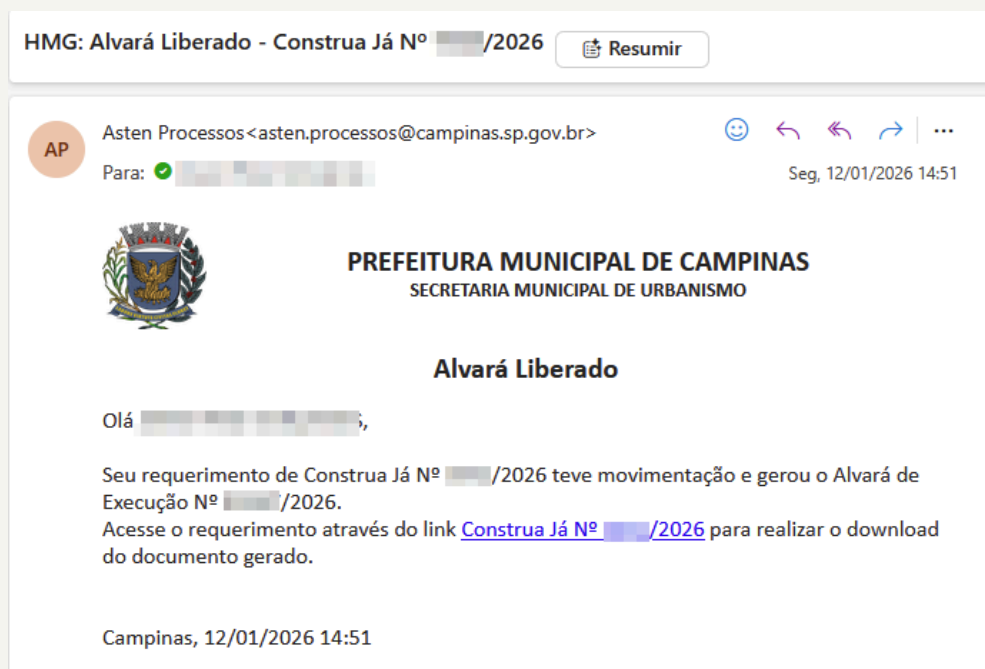 HMG: Alvará Liberado - Construa Já Nº /2026
Resumir
AP
Asten Processos<asten.processos@campinas.sp.gov.br>
Para:
Seg, 12/01/2026 14:51
PREFEITURA MUNICIPAL DE CAMPINAS
SECRETARIA MUNICIPAL DE URBANISMO
Alvará Liberado
Olá ,
Seu requerimento de Construa Já Nº /2026 teve movimentação e gerou o Alvará de
Execução Nº /2026.
Acesse o requerimento através do link Construa Já Nº /2026 para realizar o download
do documento gerado.
Campinas, 12/01/2026 14:51